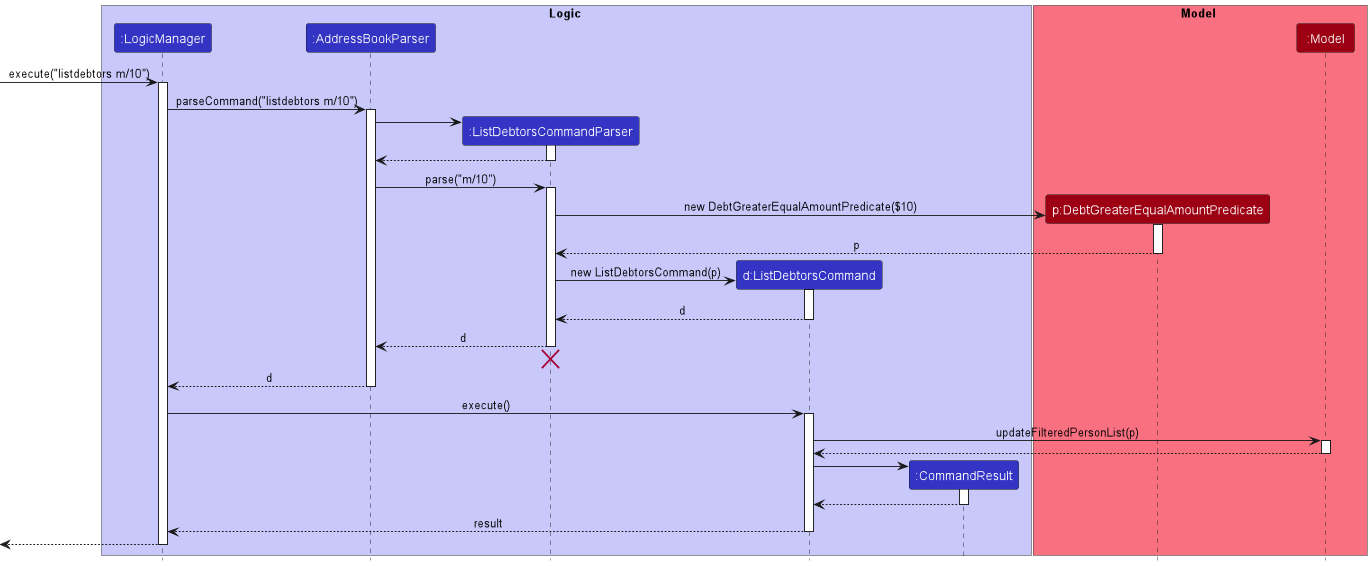 Logic
Model
:LogicManager
:AddressBookParser
:Model
execute("listdebtors m/10")
parseCommand("listdebtors m/10")
:ListDebtorsCommandParser
parse("m/10")
new DebtGreaterEqualAmountPredicate($10)
p:DebtGreaterEqualAmountPredicate
p
new ListDebtorsCommand(p)
d:ListDebtorsCommand
d
d
d
execute()
updateFilteredPersonList(p)
:CommandResult
result